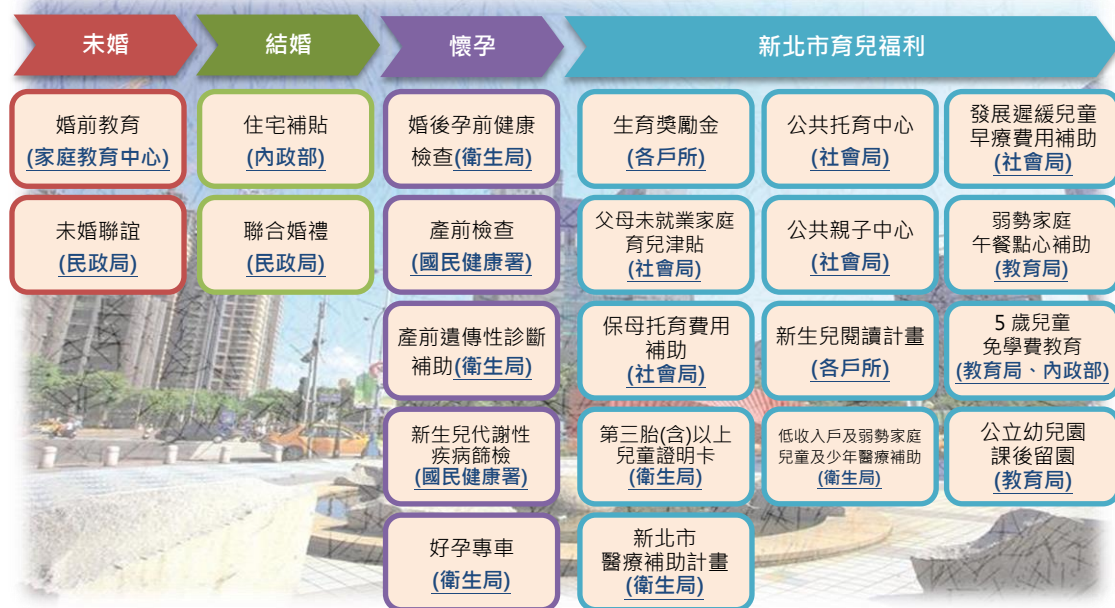 未婚
結婚
懷孕
新北市育兒福利
婚前教育
(家庭教育中心)
未婚聯誼
(民政局)
住宅補貼
(內政部)
聯合婚禮
(民政局)
婚後孕前健康
檢查(衛生局)
產前檢查
(國民健康署)
產前遺傳性診斷
補助(衛生局)
新生兒代謝性
疾病篩檢
(國民健康署)
好孕專車
(衛生局)
生育獎勵金
(各戶所)
父母未就業家庭
育兒津貼
(社會局)
保母托育費用
補助
(社會局)
第三胎(含)以上
兒童證明卡
(衛生局)
新北市
醫療補助計畫
(衛生局)
公共托育中心
(社會局)
公共親子中心
(社會局)
新生兒閱讀計畫
(各戶所)
低收入戶及弱勢家庭
兒童及少年醫療補助
(衛生局)
發展遲緩兒童
早療費用補助
(社會局)
弱勢家庭
午餐點心補助
(教育局)
5 歲兒童
免學費教育
(教育局、內政部)
公立幼兒園
課後留園
(教育局)